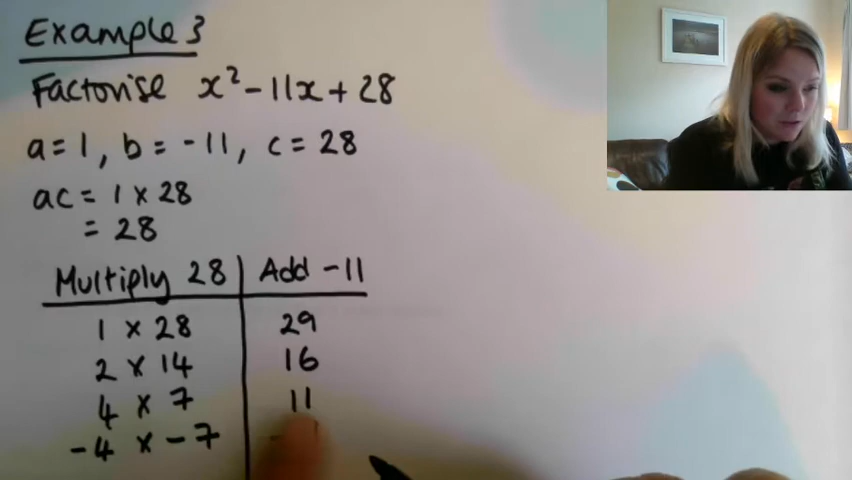 Example 3
Factorise x² - 11x + 28
a = 1, b = -11, c = 28
ac = 1 x 28
= 28
Multiply 28 | Add -11
1 x 28 | 29
2 x 14 | 16
4 x 7 | 11
-4 x -7 |